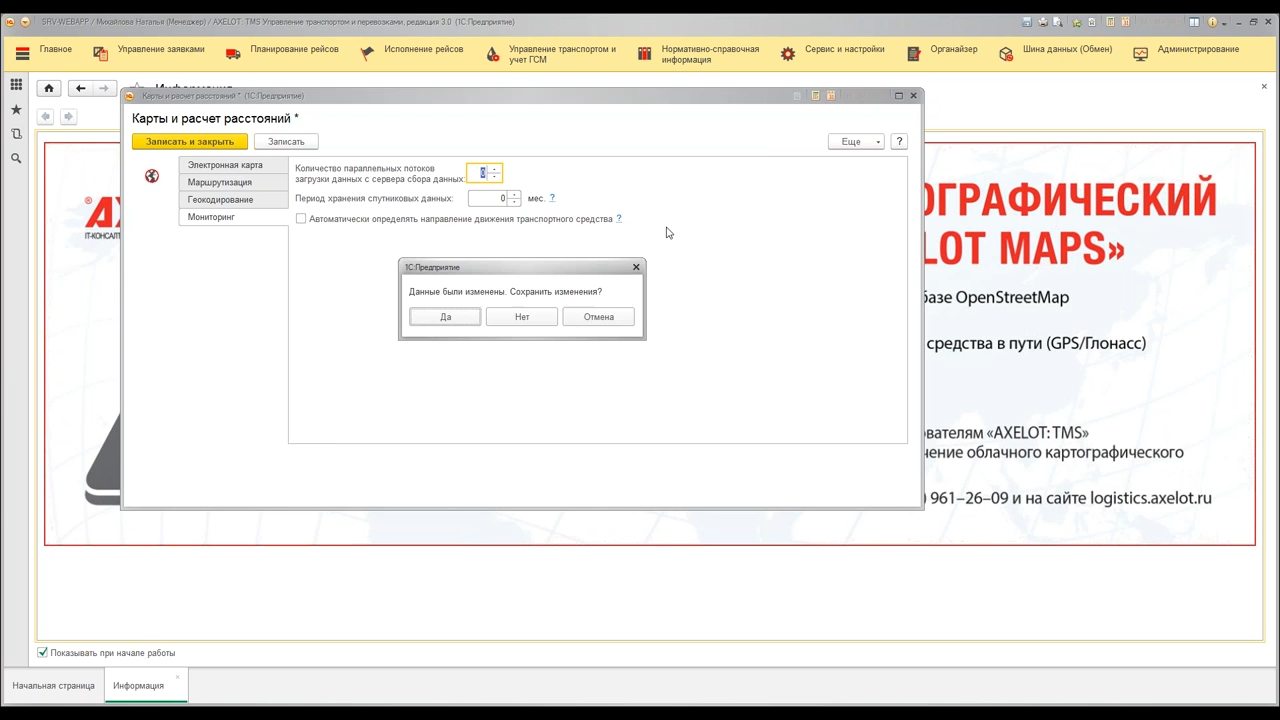 SRV-WEBAPP / Михайлова Наталья (Менеджер) / AXELOT. TMS Управление транспортом и перевозками, редакция 3.0 (1С:Предприятие)
Главное
Управление заявками
Планирование рейсов
Исполнение рейсов
Управление транспортом и учет ГСМ
Нормативно-справочная информация
Сервис и настройки
Органайзер
Шина данных (Обмен)
Администрирование
Информация
Карты и расчет расстояний * (1С:Предприятие)
Карты и расчет расстояний *
Записать и закрыть
Записать
Еще
?
Электронная карта
Маршрутизация
Геокодирование
Мониторинг
Количество параллельных потоков
загрузки данных с сервера сбора данных:
0
Период хранения спутниковых данных:
0
мес. ?
Автоматически определять направление движения транспортного средства ?
1С:Предприятие
Данные были изменены. Сохранить изменения?
Да
Нет
Отмена
ОГРАФИЧЕСКИЙ
LOT MAPS»
базе OpenStreetMap
средства в пути (GPS/Глонасс)
ователям «AXELOT: TMS»
чение облачного картографического
) 961–26–09 и на сайте logistics.axelot.ru
Показывать при начале работы
Начальная страница
Информация